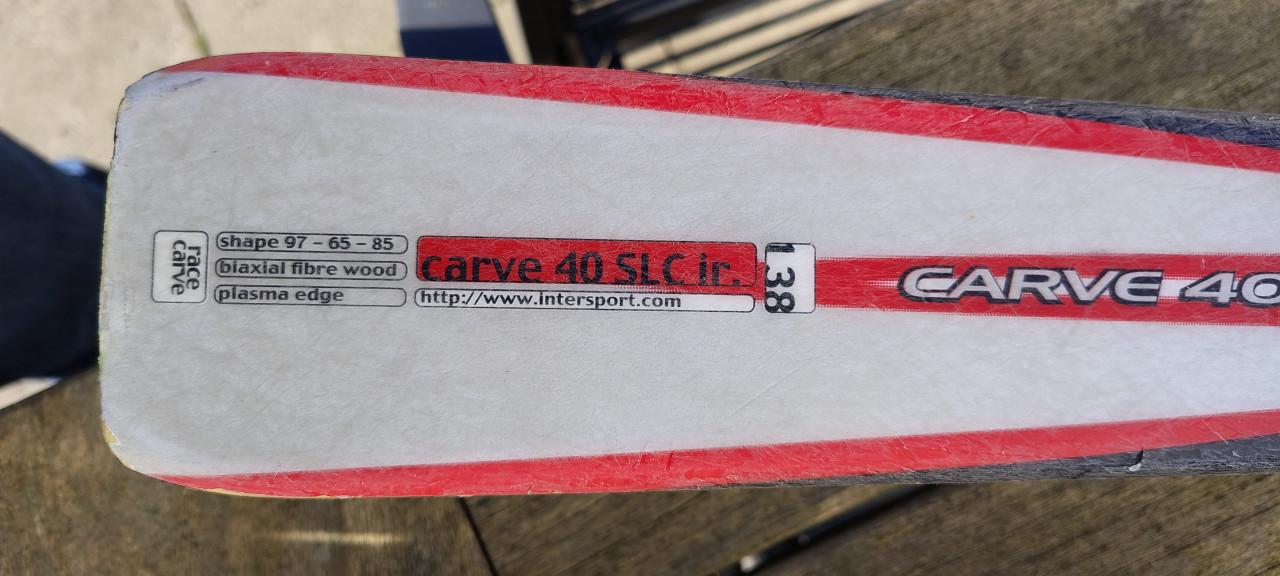 race
carve
shape 97 – 65 – 85
biaxial fibre wood
plasma edge
carve 40 SLC jr.
http://www.intersport.com
138
CARVE 40